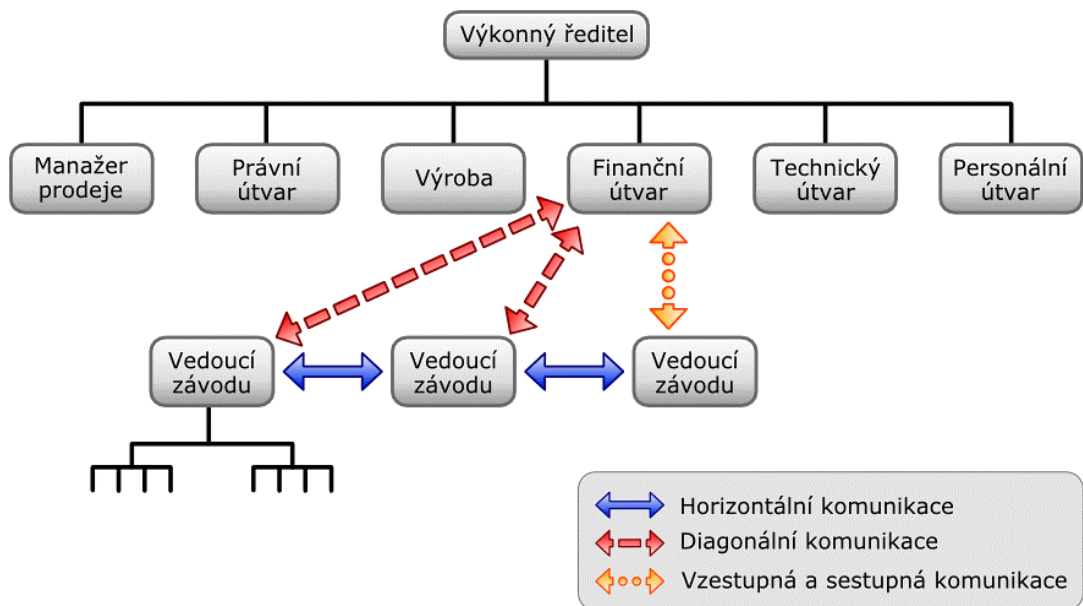 Výkonný ředitel
Manažer
prodeje
Právní
útvar
Výroba
Finanční
útvar
Technický
útvar
Personální
útvar
Vedoucí
závodu
Vedoucí
závodu
Vedoucí
závodu
Horizontální komunikace
Diagonální komunikace
Vzestupná a sestupná komunikace